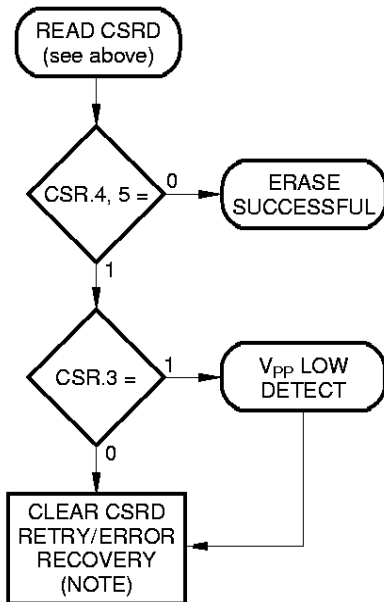 READ CSRD
(see above)
CSR.4, 5 =
0
ERASE
SUCCESSFUL
1
CSR.3 =
1
VPP LOW
DETECT
0
CLEAR CSRD
RETRY/ERROR
RECOVERY
(NOTE)